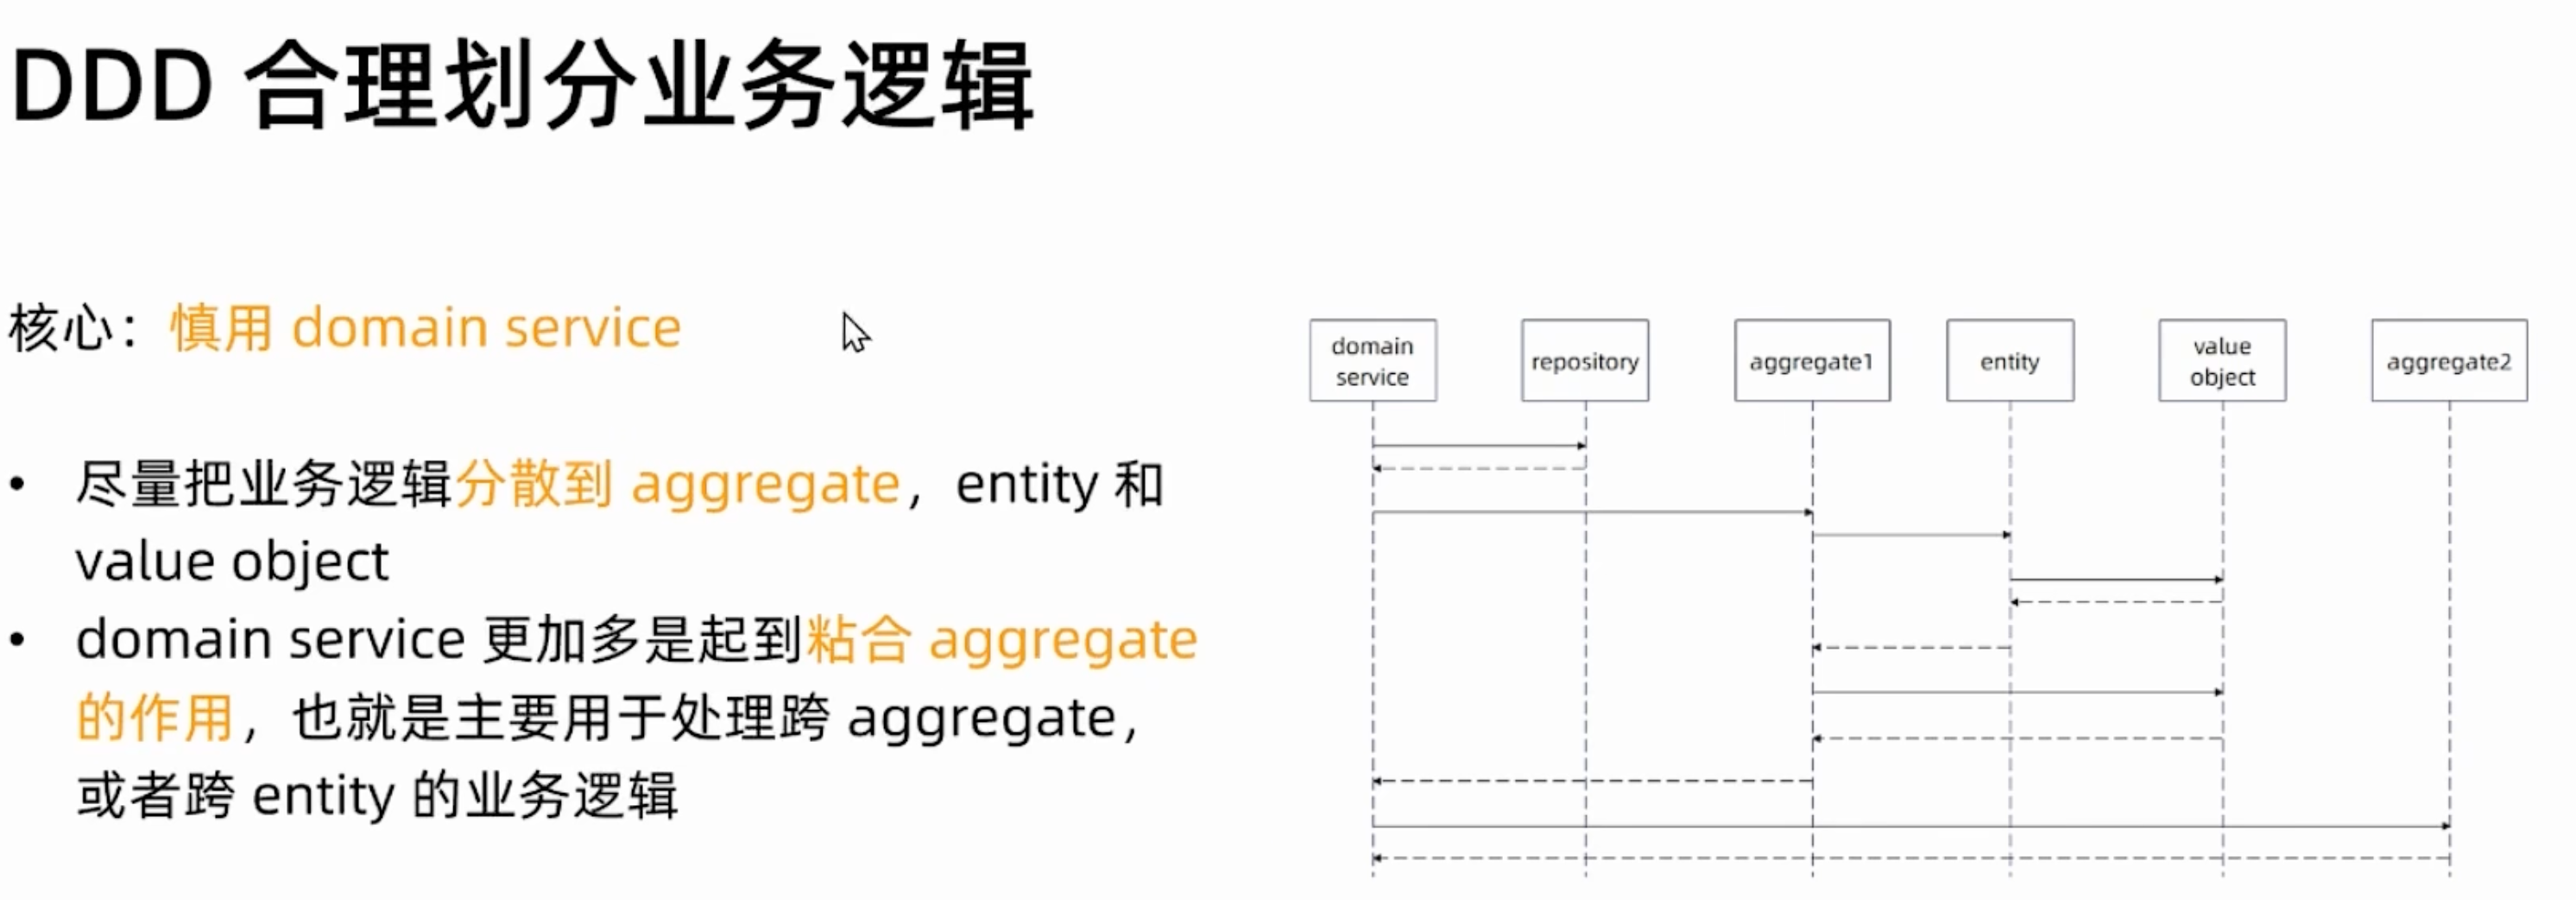 DDD 合理划分业务逻辑
核心：慎用 domain service
• 尽量把业务逻辑分散到 aggregate，entity 和
value object
• domain service 更加多是起到粘合 aggregate
的作用，也就是主要用于处理跨 aggregate，
或者跨 entity 的业务逻辑
domain
service
repository
aggregate1
entity
value
object
aggregate2